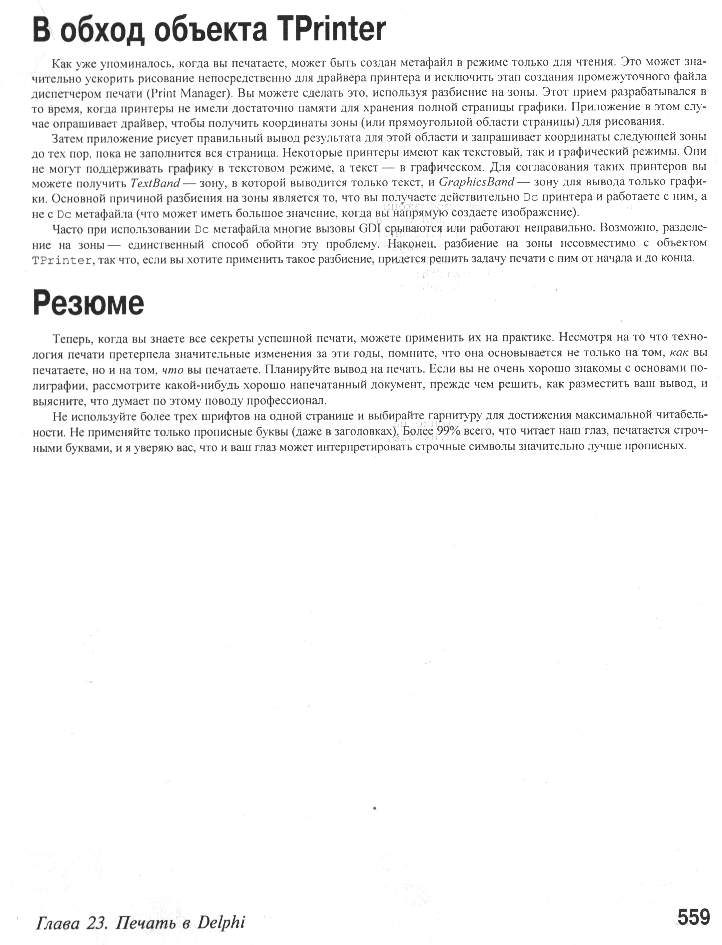 В обход объекта TPrinter
Как уже упоминалось, когда вы печатаете, может быть создан метафайл в режиме только для чтения. Это может зна-
чительно ускорить рисование непосредственно для драйвера принтера и исключить этап создания промежуточного файла
диспетчером печати (Print Manager). Вы можете сделать это, используя разбиение на зоны. Этот прием разрабатывался в
то время, когда принтеры не имели достаточно памяти для хранения полной страницы графики. Приложение в этом слу-
чае опрашивает драйвер, чтобы получить координаты зоны (или прямоугольной области страницы) для рисования.
Затем приложение рисует правильный вывод результата для этой области и запрашивает координаты следующей зоны
до тех пор, пока не заполнится вся страница. Некоторые принтеры имеют как текстовый, так и графический режимы. Они
не могут поддерживать графику в текстовом режиме, а текст — в графическом. Для согласования таких принтеров вы
можете получить TextBand — зону, в которой выводится только текст, и GraphicsBand — зону для вывода только графи-
ки. Основной причиной разбиения на зоны является то, что вы получаете действительно Dc принтера и работаете с ним, а
не с Dc метафайла (что может иметь большое значение, когда вы напрямую создаете изображение).
Часто при использовании Dc метафайла многие вызовы GDI срываются или работают неправильно. Возможно, разделе-
ние на зоны — единственный способ обойти эту проблему. Наконец, разбиение на зоны несовместимо с объектом
TPrinter, так что, если вы хотите применить такое разбиение, придется решить задачу печати с ним от начала и до конца.
Резюме
Теперь, когда вы знаете все секреты успешной печати, можете применить их на практике. Несмотря на то что техно-
логия печати претерпела значительные изменения за эти годы, помните, что она основывается не только на том, как вы
печатаете, но и на том, что вы печатаете. Планируйте вывод на печать. Если вы не очень хорошо знакомы с основами по-
лиграфии, рассмотрите какой-нибудь хорошо напечатанный документ, прежде чем решить, как разместить ваш вывод, и
выясните, что думает по этому поводу профессионал.
Не используйте более трех шрифтов на одной странице и выбирайте гарнитуру для достижения максимальной читабель-
ности. Не применяйте только прописные буквы (даже в заголовках). Более 99% всего, что читает наш глаз, печатается строч-
ными буквами, и я уверяю вас, что и ваш глаз может интерпретировать строчные символы значительно лучше прописных.
Глава 23. Печать в Delphi
559